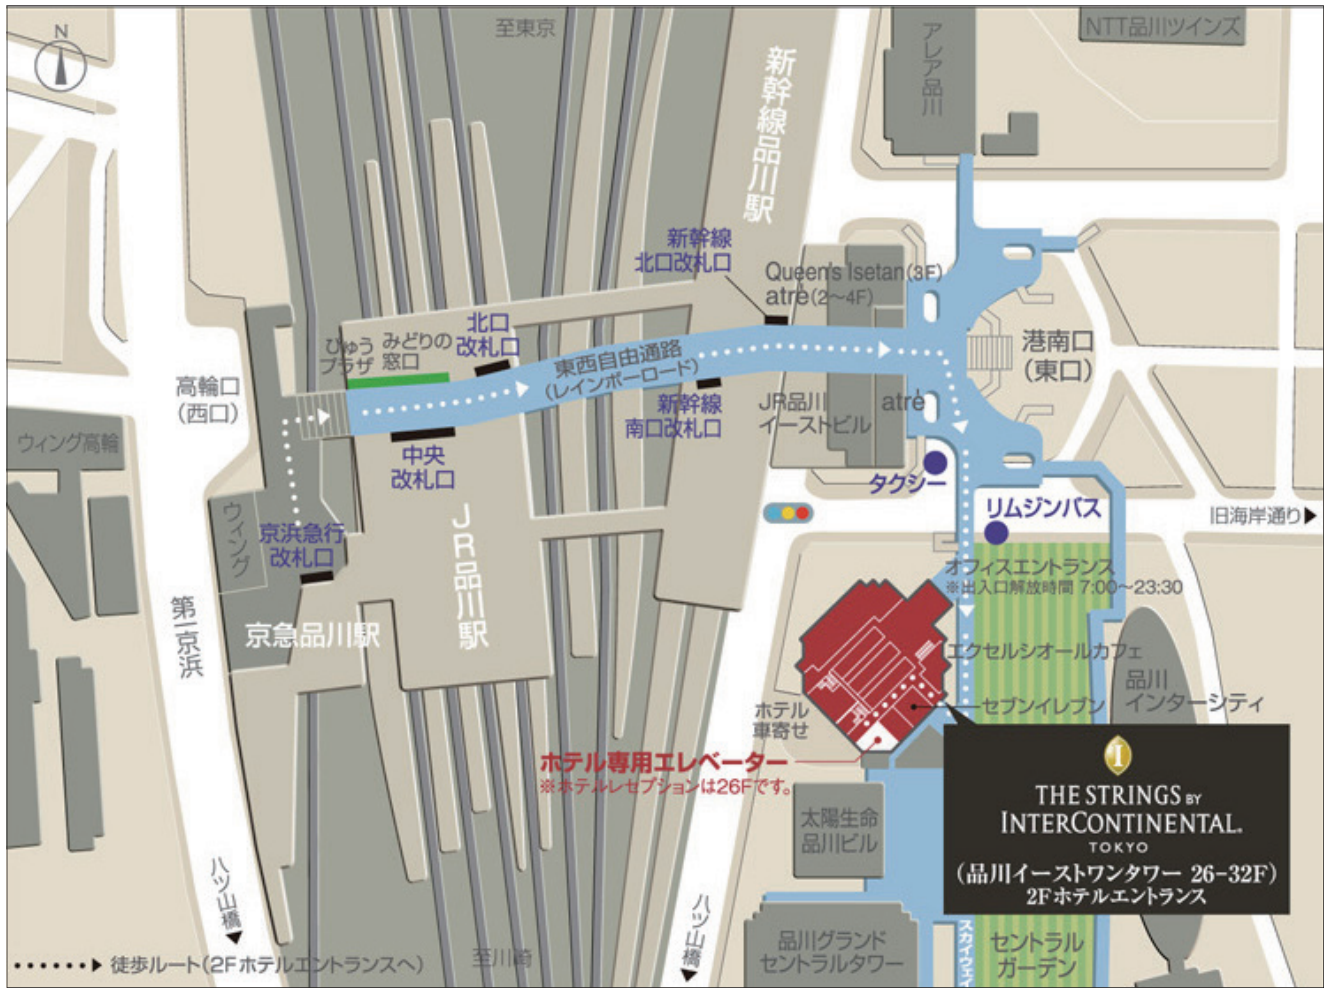 N
至東京
アレア品川
NTT品川ツインズ
新幹線品川駅
新幹線
北口改札口
Queen's Isetan(3F)
atrē(2〜4F)
北口
改札口
みどりの
窓口
びゅう
プラザ
東西自由通路
(レインボーロード)
港南口
(東口)
高輪口
(西口)
新幹線
南口改札口
JR品川
イーストビル
atrē
ウィング高輪
中央
改札口
タクシー
リムジンバス
旧海岸通り
ウィング
京浜急行
改札口
JR品川駅
オフィスエントランス
※出入口解放時間 7:00〜23:30
第一京浜
京急品川駅
エクセルシオールカフェ
品川
インターシティ
セブンイレブン
ホテル
車寄せ
ホテル専用エレベーター
※ホテルレセプションは26Fです。
THE STRINGS BY
INTERCONTINENTAL.
TOKYO
(品川イーストワンタワー 26-32F)
2Fホテルエントランス
太陽生命
品川ビル
八ツ山橋
八ツ山橋
品川グランド
セントラルタワー
スカイウェイ
セントラル
ガーデン
至川崎
徒歩ルート(2Fホテルエントランスへ)